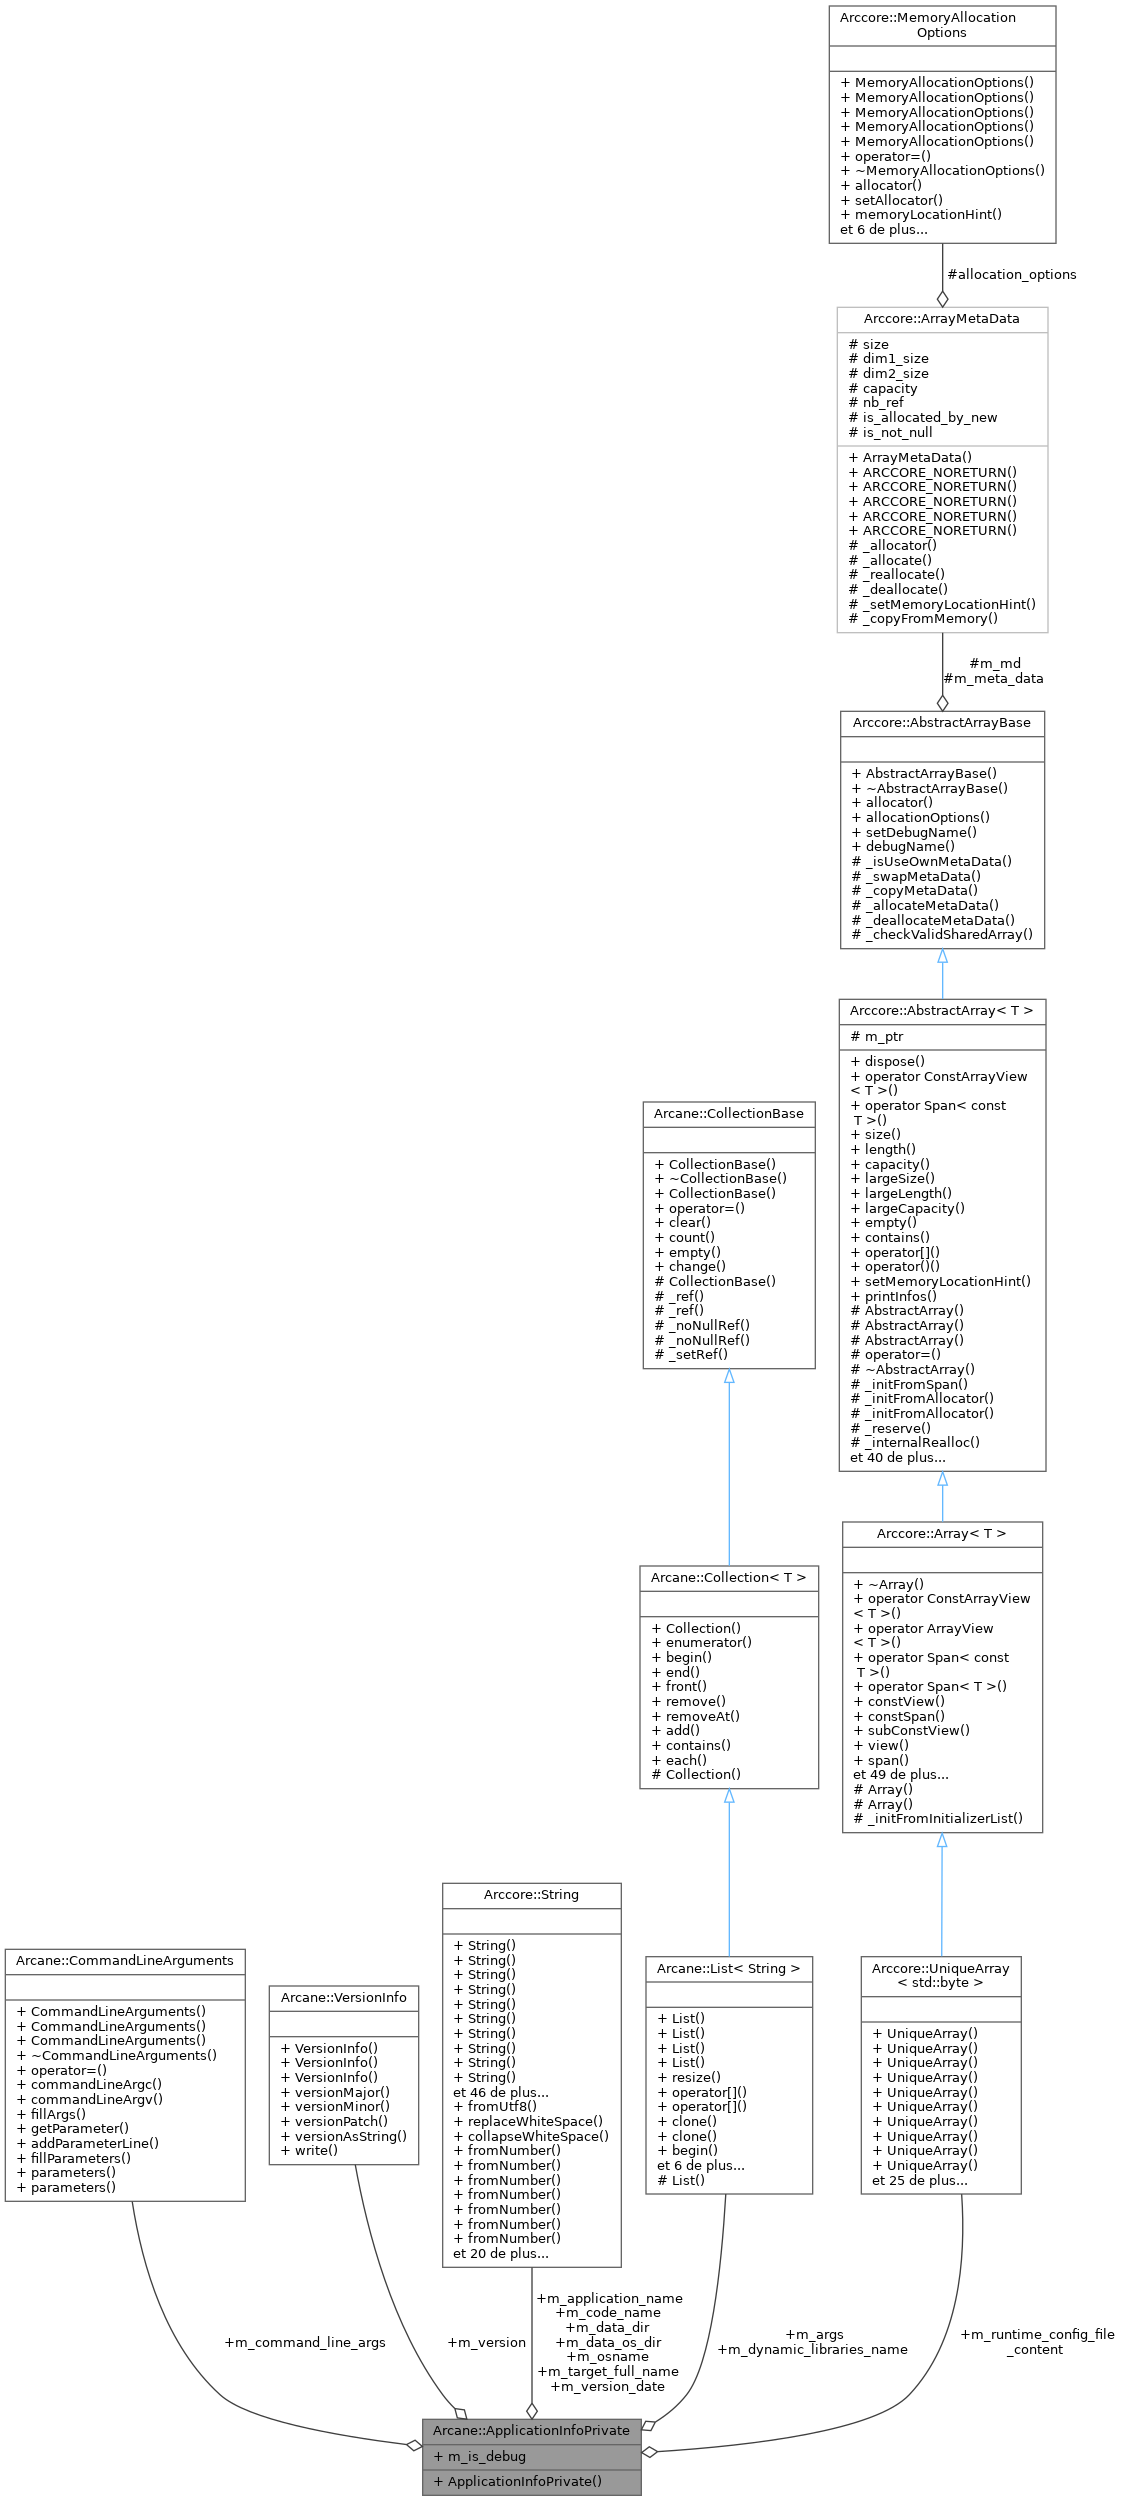 Arccore::MemoryAllocation
Options
+ MemoryAllocationOptions()
+ MemoryAllocationOptions()
+ MemoryAllocationOptions()
+ MemoryAllocationOptions()
+ MemoryAllocationOptions()
+ operator=()
+ ~MemoryAllocationOptions()
+ allocator()
+ setAllocator()
+ memoryLocationHint()
et 6 de plus...
#allocation_options
Arccore::ArrayMetaData
# size
# dim1_size
# dim2_size
# capacity
# nb_ref
# is_allocated_by_new
# is_not_null
+ ArrayMetaData()
+ ARCCORE_NORETURN()
+ ARCCORE_NORETURN()
+ ARCCORE_NORETURN()
+ ARCCORE_NORETURN()
+ ARCCORE_NORETURN()
# _allocator()
# _allocate()
# _reallocate()
# _deallocate()
# _setMemoryLocationHint()
# _copyFromMemory()
#m_md
#m_meta_data
Arccore::AbstractArrayBase
+ AbstractArrayBase()
+ ~AbstractArrayBase()
+ allocator()
+ allocationOptions()
+ setDebugName()
+ debugName()
# _isUseOwnMetaData()
# _swapMetaData()
# _copyMetaData()
# _allocateMetaData()
# _deallocateMetaData()
# _checkValidSharedArray()
Arccore::AbstractArray< T >
# m_ptr
+ dispose()
+ operator ConstArrayView
< T >()
+ operator Span< const
T >()
+ size()
+ length()
+ capacity()
+ largeSize()
+ largeLength()
+ largeCapacity()
+ empty()
+ contains()
+ operator[]()
+ operator()()
+ setMemoryLocationHint()
+ printInfos()
# AbstractArray()
# AbstractArray()
# AbstractArray()
# operator=()
# ~AbstractArray()
# _initFromSpan()
# _initFromAllocator()
# _initFromAllocator()
# _reserve()
# _internalRealloc()
et 40 de plus...
Arcane::CollectionBase
+ CollectionBase()
+ ~CollectionBase()
+ CollectionBase()
+ operator=()
+ clear()
+ count()
+ empty()
+ change()
# CollectionBase()
# _ref()
# _ref()
# _noNullRef()
# _noNullRef()
# _setRef()
Arccore::Array< T >
+ ~Array()
+ operator ConstArrayView
< T >()
+ operator ArrayView
< T >()
+ operator Span< const
T >()
+ operator Span< T >()
+ constView()
+ constSpan()
+ subConstView()
+ view()
+ span()
et 49 de plus...
# Array()
# Array()
# _initFromInitializerList()
Arcane::Collection< T >
+ Collection()
+ enumerator()
+ begin()
+ end()
+ front()
+ remove()
+ removeAt()
+ add()
+ contains()
+ each()
# Collection()
Arcane::CommandLineArguments
+ CommandLineArguments()
+ CommandLineArguments()
+ CommandLineArguments()
+ ~CommandLineArguments()
+ operator=()
+ commandLineArgc()
+ commandLineArgv()
+ fillArgs()
+ getParameter()
+ addParameterLine()
+ fillParameters()
+ parameters()
+ parameters()
Arcane::VersionInfo
+ VersionInfo()
+ VersionInfo()
+ VersionInfo()
+ versionMajor()
+ versionMinor()
+ versionPatch()
+ versionAsString()
+ write()
Arccore::String
+ String()
+ String()
+ String()
+ String()
+ String()
+ String()
+ String()
+ String()
+ String()
+ String()
et 46 de plus...
+ fromUtf8()
+ replaceWhiteSpace()
+ collapseWhiteSpace()
+ fromNumber()
+ fromNumber()
+ fromNumber()
+ fromNumber()
+ fromNumber()
+ fromNumber()
+ fromNumber()
et 20 de plus...
Arcane::List< String >
+ List()
+ List()
+ List()
+ List()
+ resize()
+ operator[]()
+ operator[]()
+ clone()
+ clone()
+ begin()
et 6 de plus...
# List()
Arccore::UniqueArray
< std::byte >
+ UniqueArray()
+ UniqueArray()
+ UniqueArray()
+ UniqueArray()
+ UniqueArray()
+ UniqueArray()
+ UniqueArray()
+ UniqueArray()
+ UniqueArray()
+ UniqueArray()
et 25 de plus...
+m_command_line_args
+m_version
+m_application_name
+m_code_name
+m_data_dir
+m_data_os_dir
+m_osname
+m_target_full_name
+m_version_date
+m_args
+m_dynamic_libraries_name
+m_runtime_config_file
_content
Arcane::ApplicationInfoPrivate
+ m_is_debug
+ ApplicationInfoPrivate()